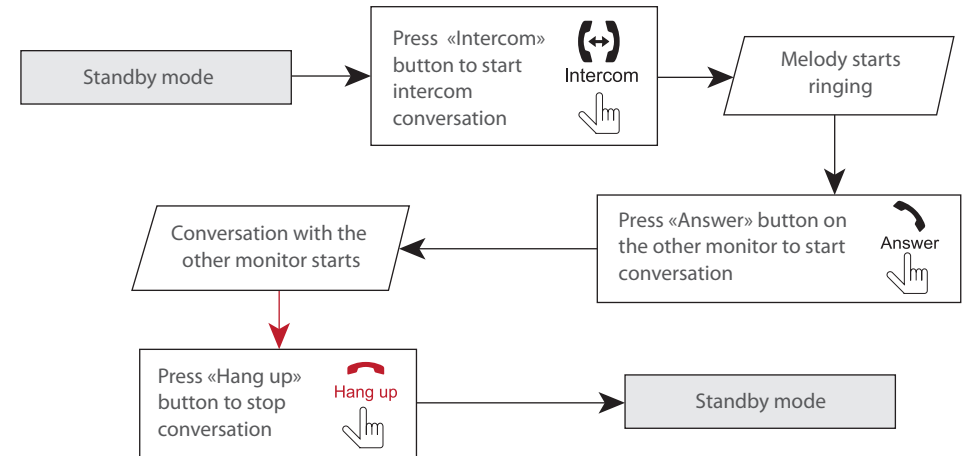 Standby mode
Press «Intercom»
button to start
intercom
conversation
Intercom
Melody starts
ringing
Press «Answer» button on
the other monitor to start
conversation
Answer
Conversation with the
other monitor starts
Press «Hang up»
button to stop
conversation
Hang up
Standby mode